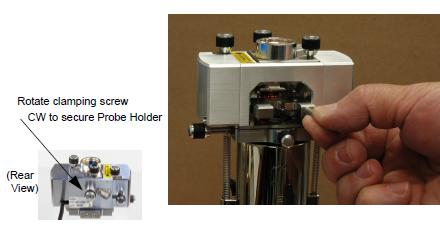 Rotate clamping screw
CW to secure Probe Holder
(Rear
View)